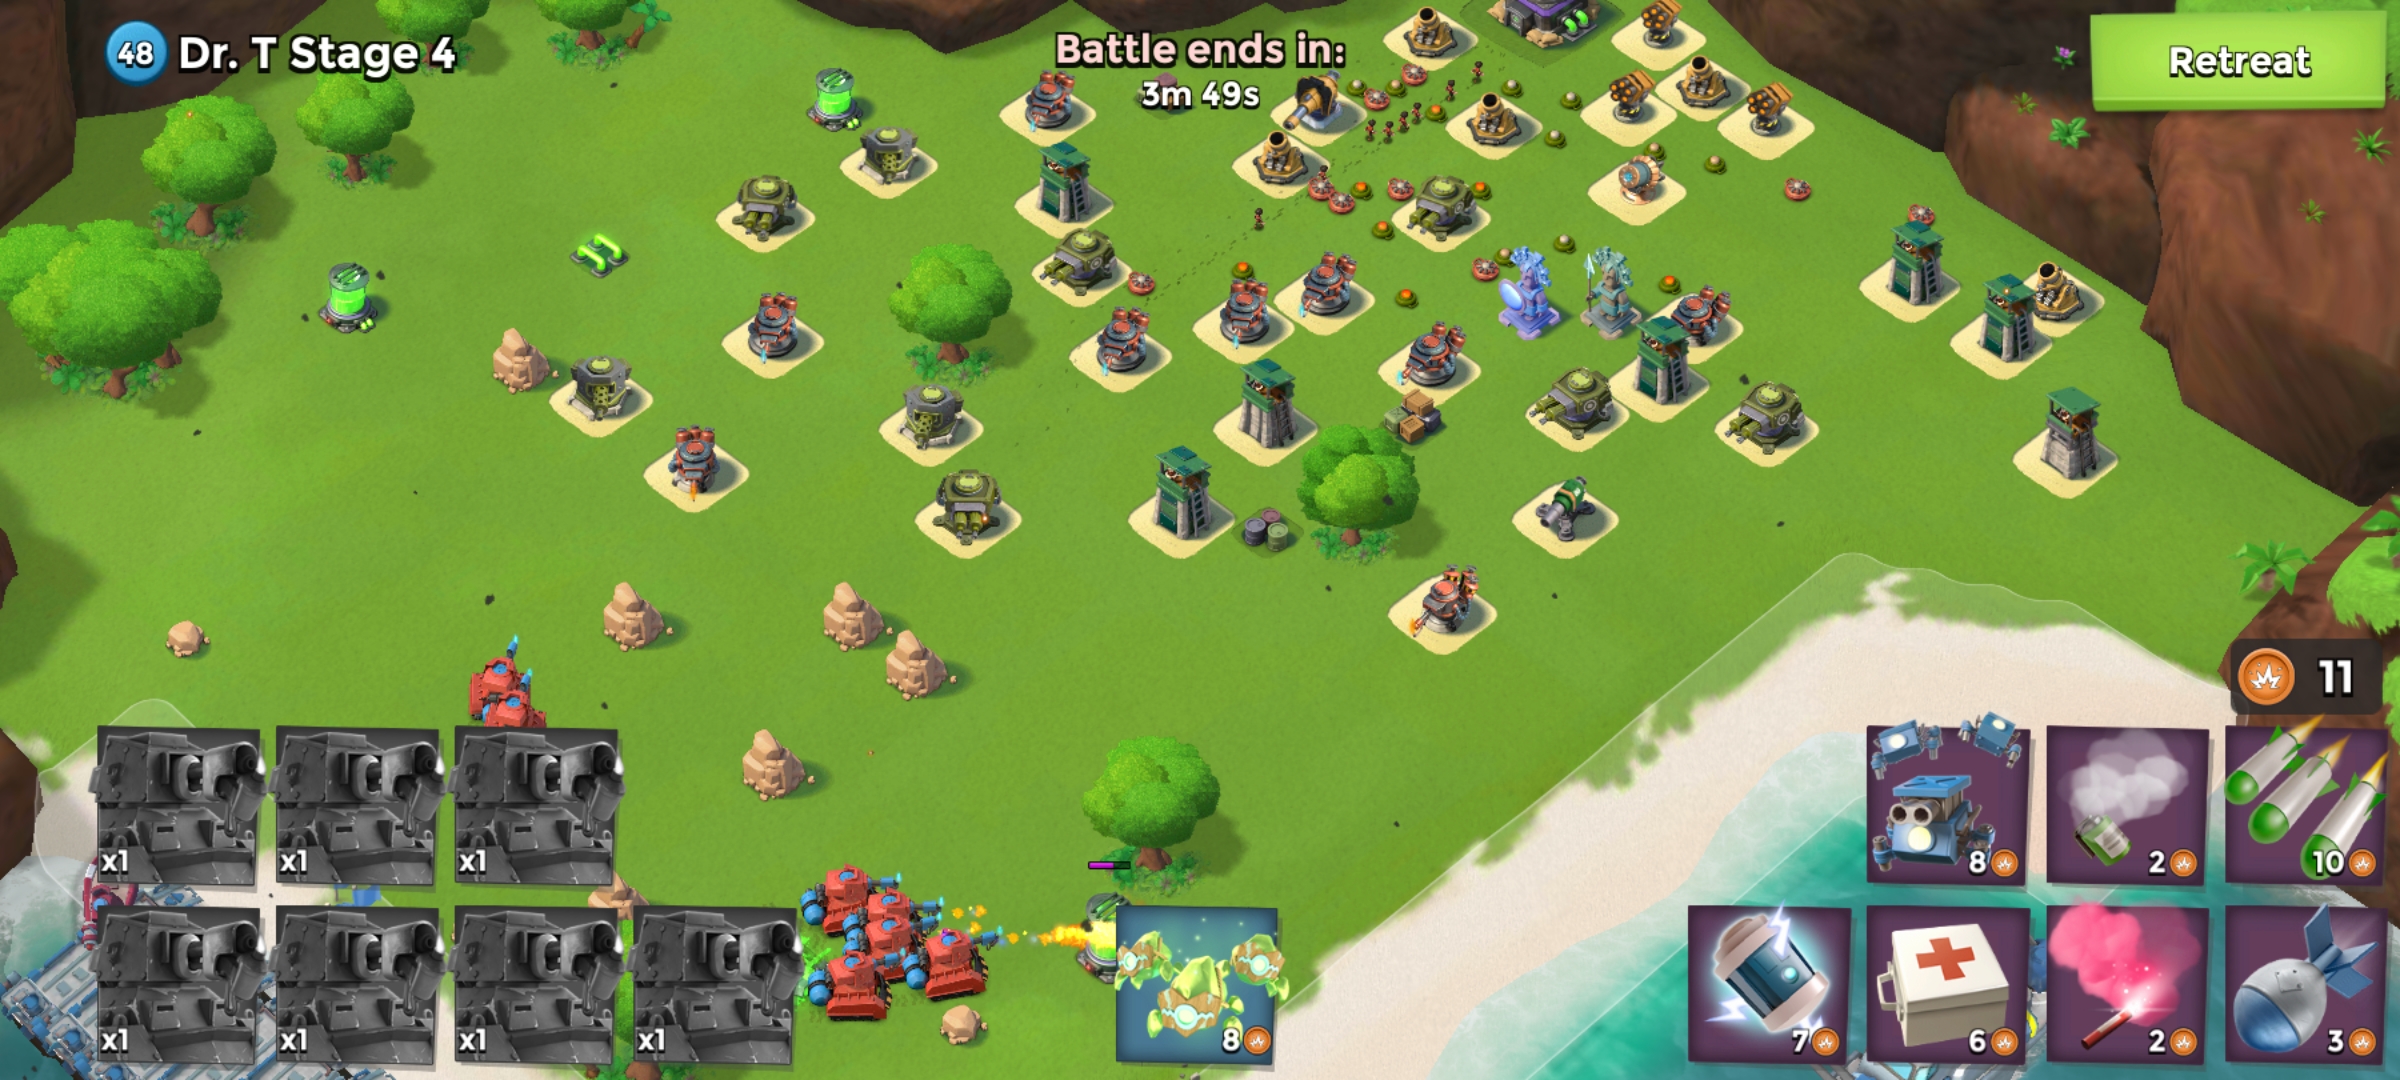 48 Dr. T Stage 4
Battle ends in:
3m 49s
Retreat
11
x1
x1
x1
8
2
10
x1
x1
x1
x1
8
7
6
2
3